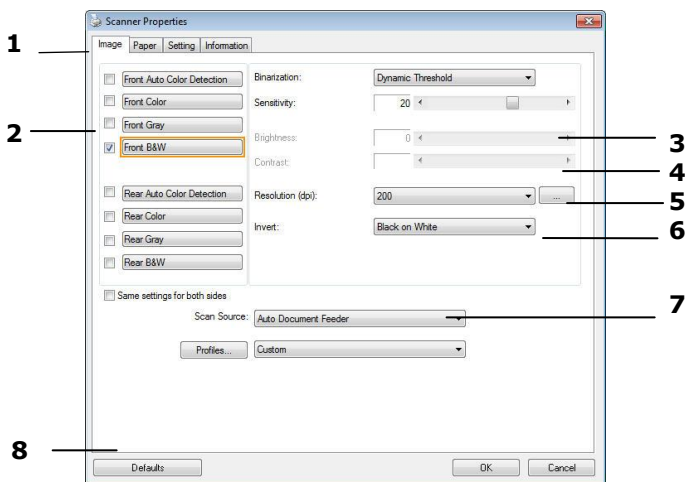 Scanner Properties
1
Image Paper Setting Information
Front Auto Color Detection Binarization: Dynamic Threshold
Front Color Sensitivity: 20
2
Front Gray
Front B&W Brightness: 0
3
Contrast:
4
Rear Auto Color Detection Resolution (dpi): 200 ...
5
Rear Color
Invert: Black on White
6
Rear Gray
Rear B&W
Same settings for both sides
Scan Source: Auto Document Feeder
7
Profiles... Custom
8
Defaults OK Cancel